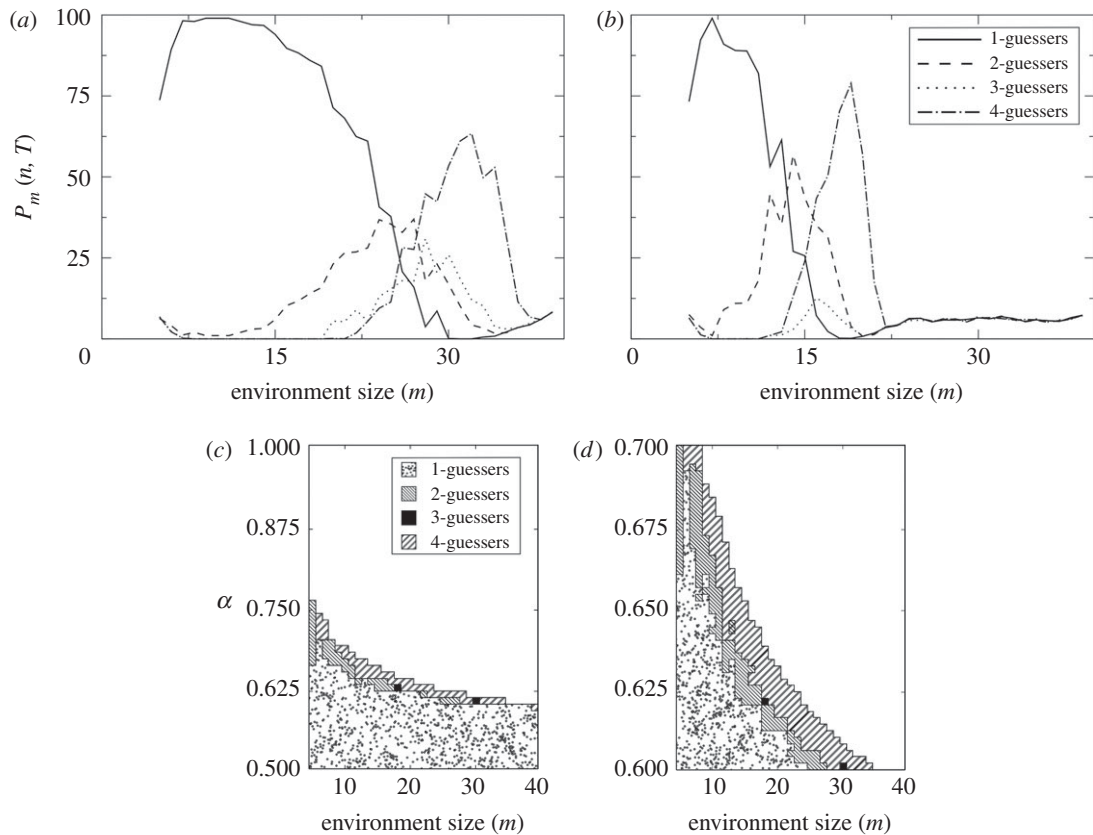 (a)
(b)
100
75
50
25
0
15
30
P_m (n, T)
environment size (m)
1-guessers
2-guessers
3-guessers
4-guessers
0
15
30
environment size (m)
(c)
1.000
0.875
0.750
0.625
0.500
α
1-guessers
2-guessers
3-guessers
4-guessers
10
20
30
40
environment size (m)
(d)
0.700
0.675
0.650
0.625
0.600
10
20
30
40
environment size (m)